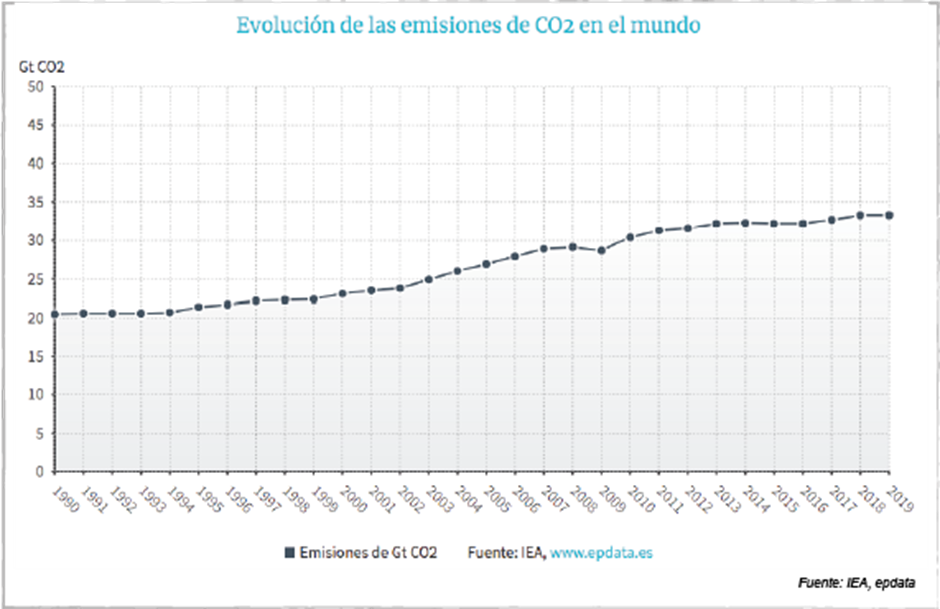 Evolución de las emisiones de CO2 en el mundo
Gt CO2
50
45
40
35
30
25
20
15
10
5
0
1990 1991 1992 1993 1994 1995 1996 1997 1998 1999 2000 2001 2002 2003 2004 2005 2006 2007 2008 2009 2010 2011 2012 2013 2014 2015 2016 2017 2018 2019
Emisiones de Gt CO2 Fuente: IEA, www.epdata.es
Fuente: IEA, epdata